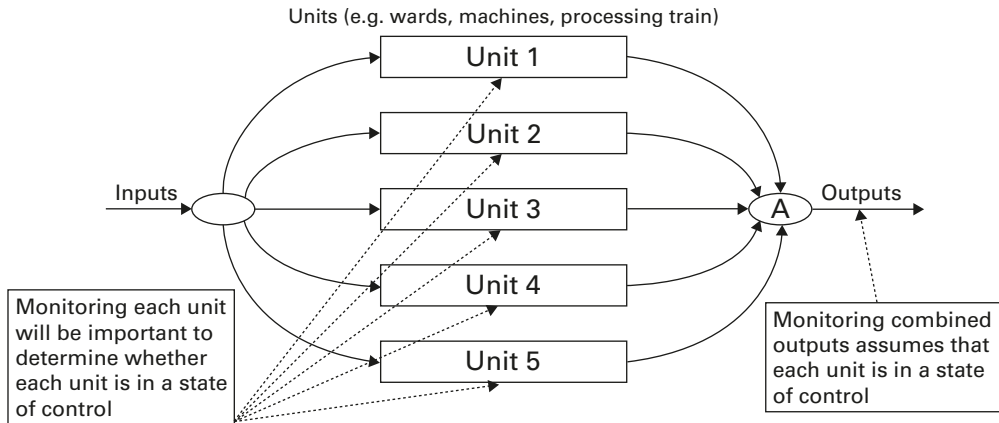 Units (e.g. wards, machines, processing train)
Unit 1
Unit 2
Unit 3
Unit 4
Unit 5
Inputs
A
Outputs
Monitoring each unit
will be important to
determine whether
each unit is in a state
of control
Monitoring combined
outputs assumes that
each unit is in a state
of control